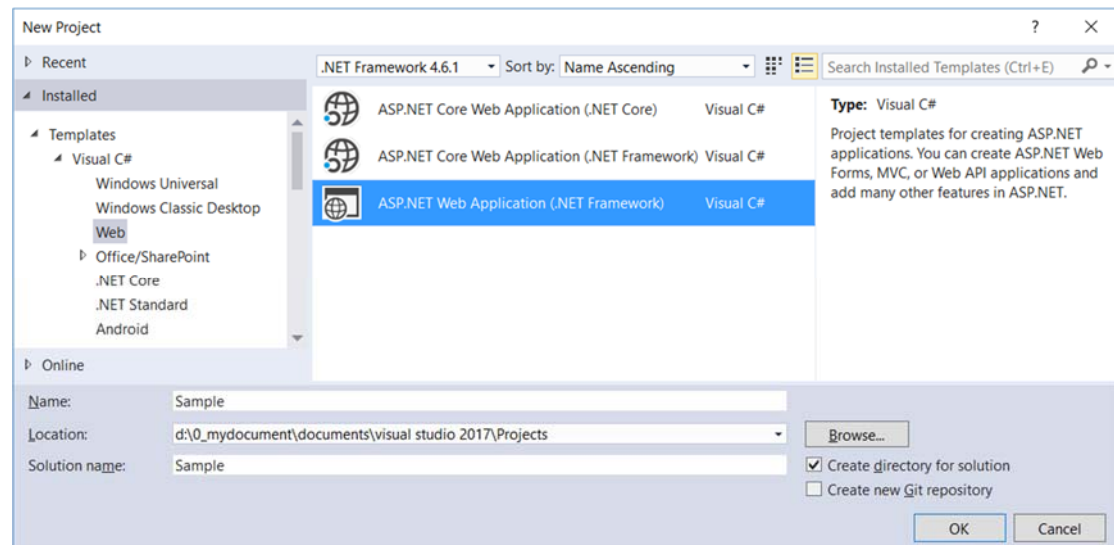 New Project
? ×
Recent
.NET Framework 4.6.1
Sort by: Name Ascending
Search Installed Templates (Ctrl+E)
Installed
Templates
Visual C#
Windows Universal
Windows Classic Desktop
Web
Office/SharePoint
.NET Core
.NET Standard
Android
Online
ASP.NET Core Web Application (.NET Core) Visual C#
ASP.NET Core Web Application (.NET Framework) Visual C#
ASP.NET Web Application (.NET Framework) Visual C#
Type: Visual C#
Project templates for creating ASP.NET
applications. You can create ASP.NET Web
Forms, MVC, or Web API applications and
add many other features in ASP.NET.
Name: Sample
Location: d:\0_mydocument\documents\visual studio 2017\Projects
Browse...
Solution name: Sample
Create directory for solution
Create new Git repository
OK Cancel